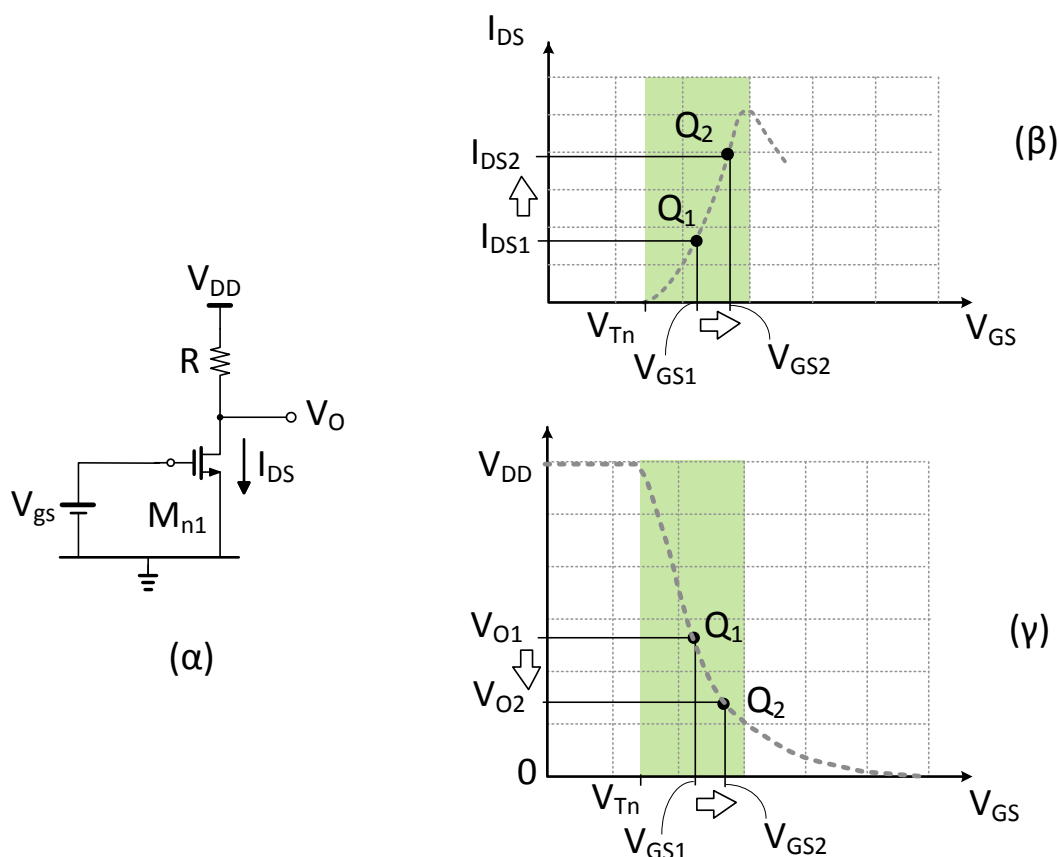 I_DS
Q_2
(β)
I_DS2
Q_1
I_DS1
V_DD
V_Tn
V_GS
V_GS1
V_GS2
R
V_O
I_DS
V_gs
M_n1
(α)
V_DD
(γ)
V_O1
Q_1
V_O2
Q_2
0
V_Tn
V_GS
V_GS1
V_GS2